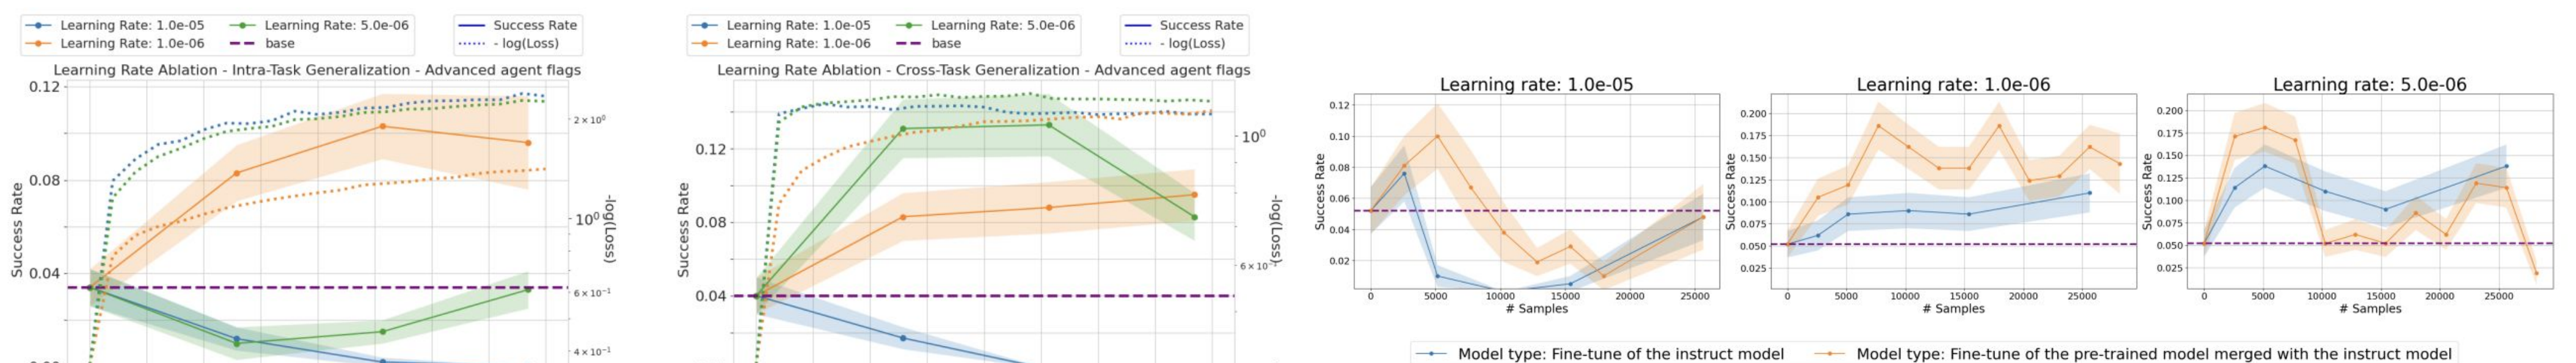 Learning Rate: 1.0e-05
Learning Rate: 5.0e-06
Success Rate
Learning Rate: 1.0e-06
base
- log(Loss)
Learning Rate Ablation - Intra-Task Generalization - Advanced agent flags
0.12
0.08
0.04
Success Rate
2 × 10⁰
10⁰
6 × 10⁻¹
4 × 10⁻¹
-log(Loss)
Learning Rate: 1.0e-05
Learning Rate: 5.0e-06
Success Rate
Learning Rate: 1.0e-06
base
- log(Loss)
Learning Rate Ablation - Cross-Task Generalization - Advanced agent flags
0.12
0.08
0.04
Success Rate
10⁰
-log(Loss)
Learning rate: 1.0e-05
0.12
0.10
0.08
0.06
0.04
0.02
Success Rate
0 5000 10000 15000 20000 25000
# Samples
Learning rate: 1.0e-06
0.200
0.175
0.150
0.125
0.100
0.075
0.050
0.025
Success Rate
0 5000 10000 15000 20000 25000
# Samples
Learning rate: 5.0e-06
0.200
0.175
0.150
0.125
0.100
0.075
0.050
0.025
Success Rate
0 5000 10000 15000 20000 25000
# Samples
Model type: Fine-tune of the instruct model
Model type: Fine-tune of the pre-trained model merged with the instruct model